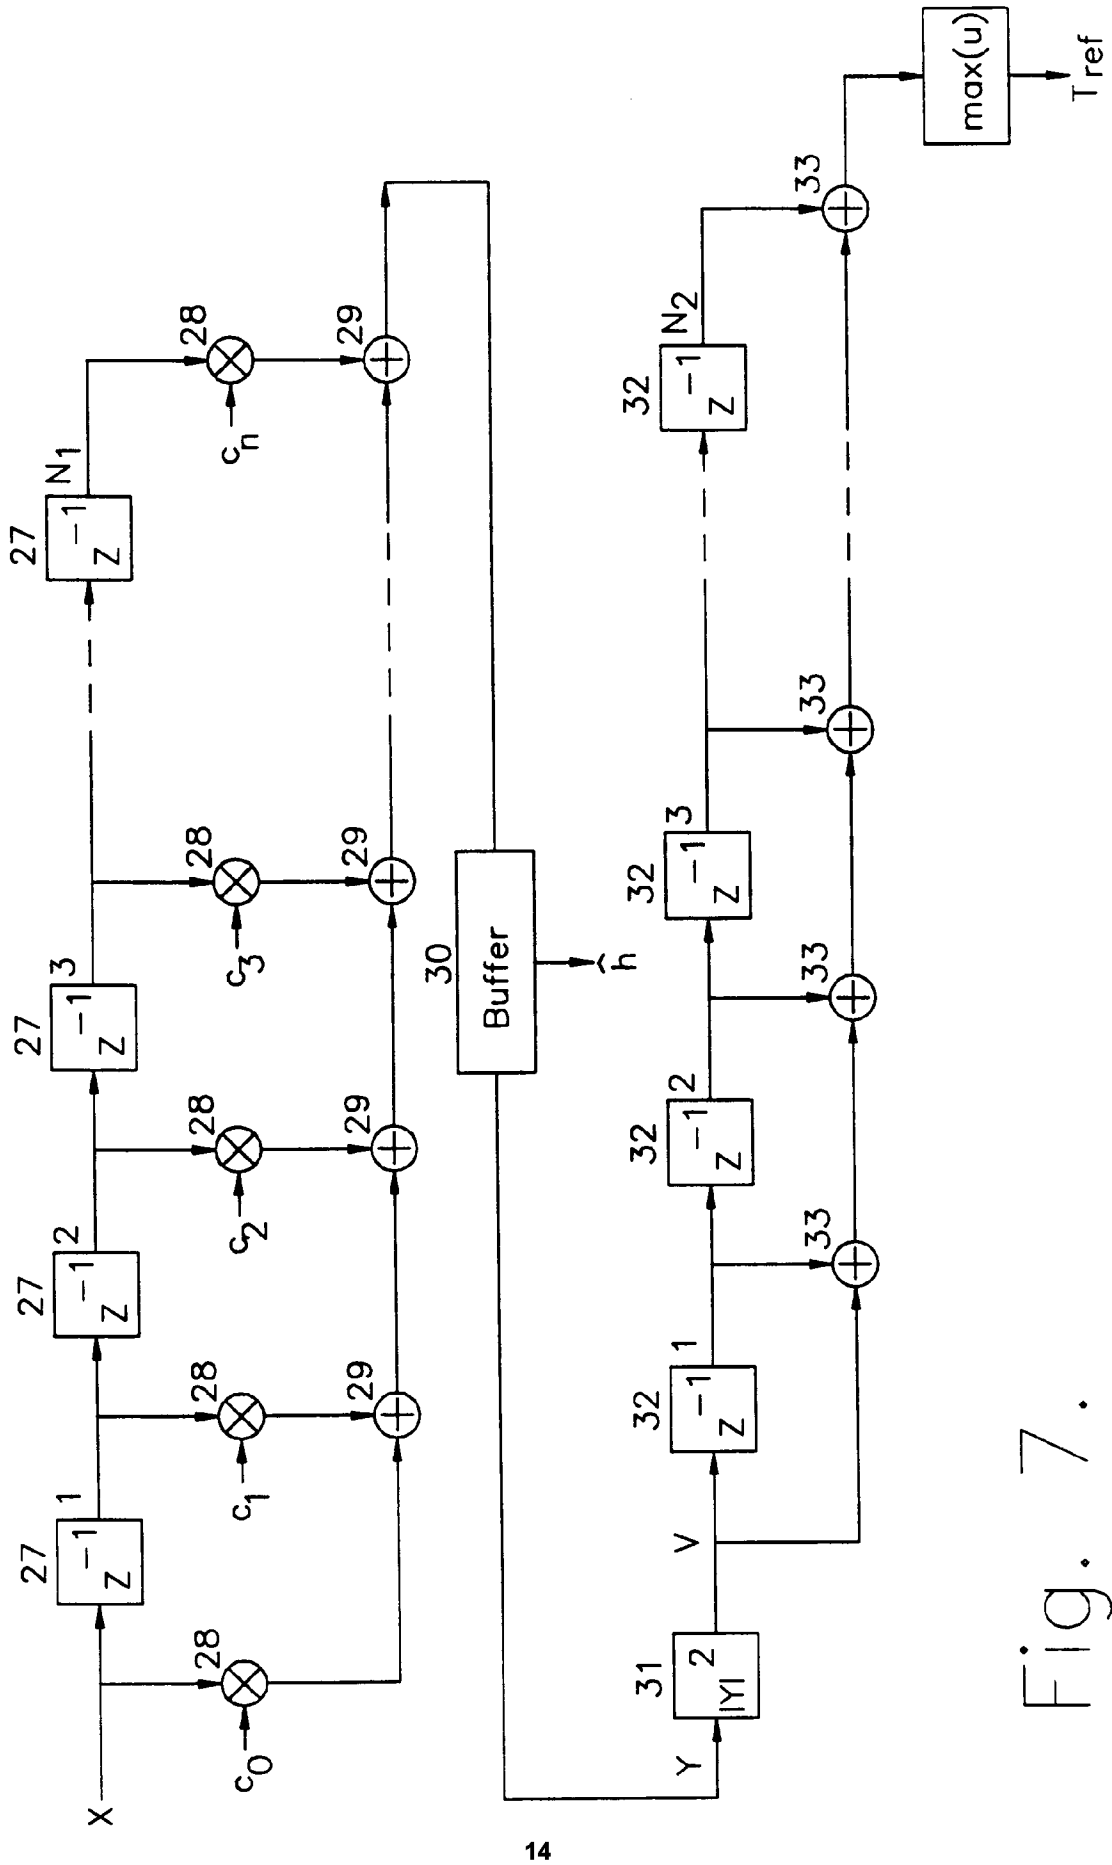 27
27
27
27
X
z⁻¹
1
z⁻¹
2
z⁻¹
3
z⁻¹
N₁
28
28
28
28
28
c₀
c₁
c₂
c₃
cₙ
29
29
29
29
30
Buffer
ĥ
31
32
32
32
32
Y
|Y|²
V
z⁻¹
1
z⁻¹
2
z⁻¹
3
z⁻¹
N₂
33
33
33
33
max(u)
T ref
Fig. 7.
14